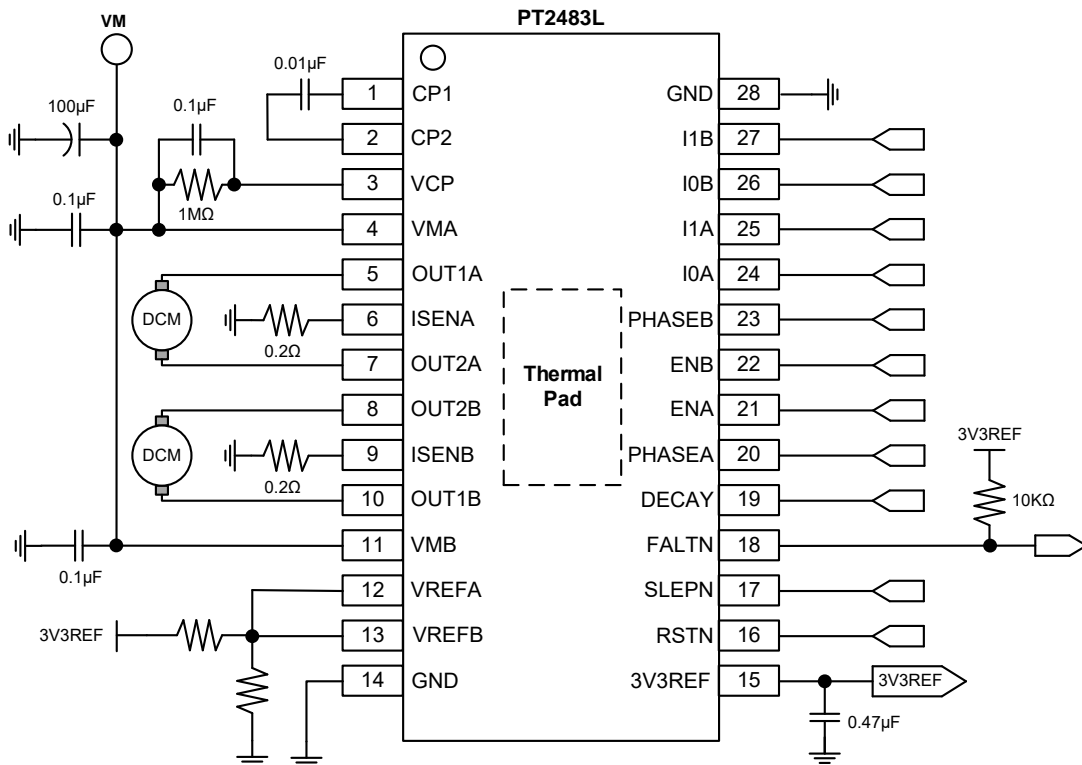 PT2483L
VM
0.01µF
1 CP1
GND 28
100µF
0.1µF
2 CP2
I1B 27
3 VCP
I0B 26
1MΩ
0.1µF
4 VMA
I1A 25
5 OUT1A
I0A 24
DCM
6 ISENA
PHASEB 23
0.2Ω
7 OUT2A
ENB 22
Thermal
Pad
8 OUT2B
ENA 21
DCM
9 ISENB
PHASEA 20
3V3REF
0.2Ω
10 OUT1B
DECAY 19
10KΩ
11 VMB
FALTN 18
0.1µF
12 VREFA
SLEPN 17
3V3REF
13 VREFB
RSTN 16
14 GND
3V3REF 15
3V3REF
0.47µF